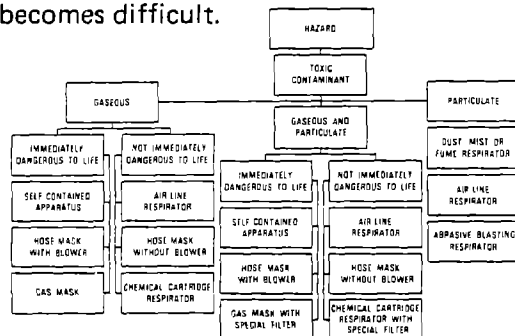 becomes difficult.
HAZARD
TOXIC
CONTAMINANT
GASEOUS
GASEOUS AND
PARTICULATE
PARTICULATE
IMMEDIATELY
DANGEROUS TO LIFE
NOT IMMEDIATELY
DANGEROUS TO LIFE
SELF CONTAINED
APPARATUS
AIR LINE
RESPIRATOR
HOSE MASK
WITH BLOWER
HOSE MASK
WITHOUT BLOWER
GAS MASK
CHEMICAL CARTRIDGE
RESPIRATOR
IMMEDIATELY
DANGEROUS TO LIFE
NOT IMMEDIATELY
DANGEROUS TO LIFE
SELF CONTAINED
APPARATUS
AIR LINE
RESPIRATOR
HOSE MASK
WITH BLOWER
HOSE MASK
WITHOUT BLOWER
GAS MASK WITH
SPECIAL FILTER
CHEMICAL CARTRIDGE
RESPIRATOR WITH
SPECIAL FILTER
DUST MIST OR
FUME RESPIRATOR
AIR LINE
RESPIRATOR
ABRASIVE BLASTING
RESPIRATOR